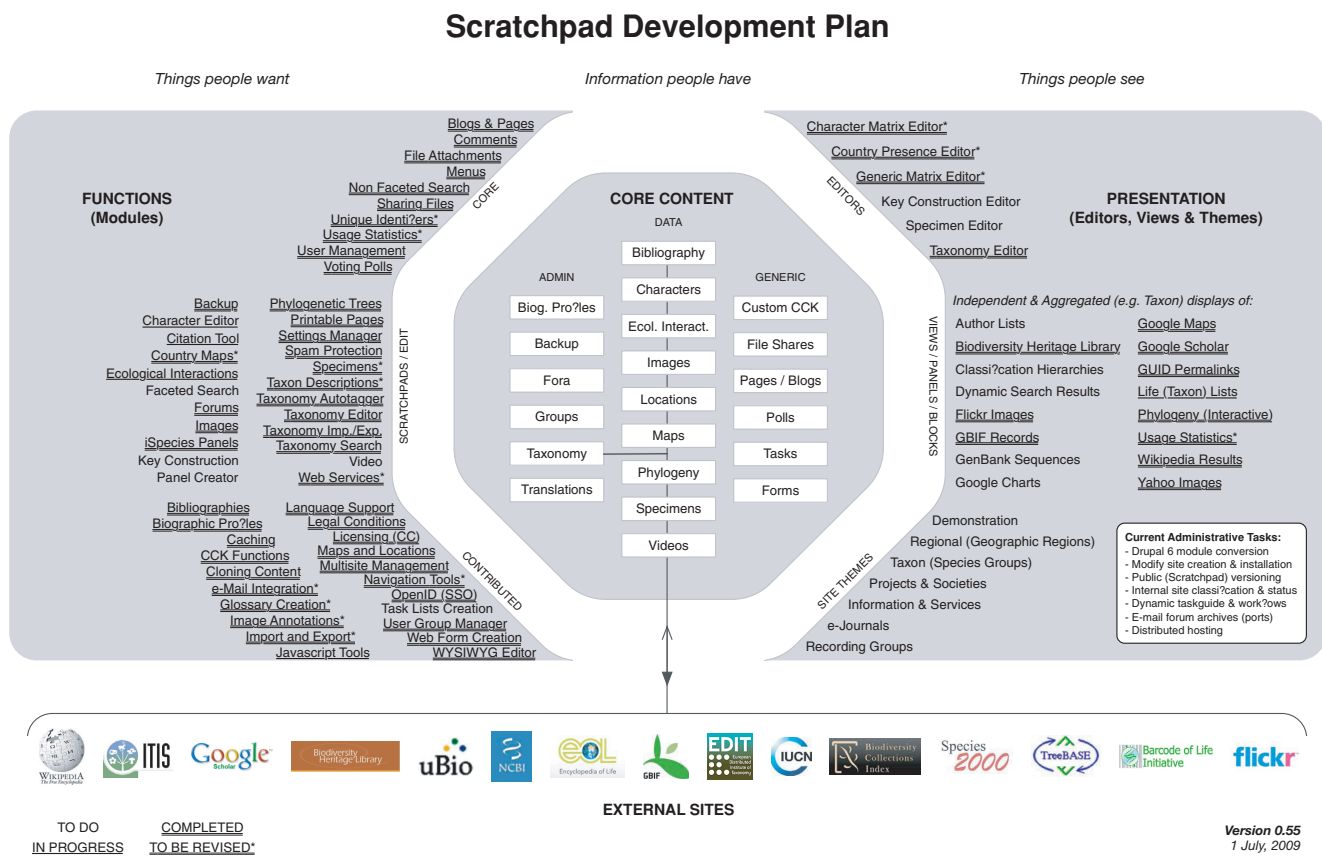 Scratchpad Development Plan
Things people want
Information people have
Things people see
FUNCTIONS
(Modules)
Blogs & Pages
Comments
File Attachments
Menus
Non Faceted Search
Sharing Files
Unique Identi?ers*
Usage Statistics*
User Management
Voting Polls
CORE
Backup
Character Editor
Citation Tool
Country Maps*
Ecological Interactions
Faceted Search
Forums
Images
iSpecies Panels
Key Construction
Panel Creator
Phylogenetic Trees
Printable Pages
Settings Manager
Spam Protection
Specimens*
Taxon Descriptions*
Taxonomy Autotagger
Taxonomy Editor
Taxonomy Imp./Exp.
Taxonomy Search
Video
Web Services*
SCRATCHPADS / EDIT
Bibliographies
Biographic Pro?les
Caching
CCK Functions
Cloning Content
e-Mail Integration*
Glossary Creation*
Image Annotations*
Import and Export*
Javascript Tools
Language Support
Legal Conditions
Licensing (CC)
Maps and Locations
Multisite Management
Navigation Tools*
OpenID (SSO)
Task Lists Creation
User Group Manager
Web Form Creation
WYSIWYG Editor
CONTRIBUTED
CORE CONTENT
DATA
Bibliography
Characters
Ecol. Interact.
Images
Locations
Maps
Phylogeny
Specimens
Videos
ADMIN
Biog. Pro?les
Backup
Fora
Groups
Taxonomy
Translations
GENERIC
Custom CCK
File Shares
Pages / Blogs
Polls
Tasks
Forms
EDITORS
Character Matrix Editor*
Country Presence Editor*
Generic Matrix Editor*
Key Construction Editor
Specimen Editor
Taxonomy Editor
PRESENTATION
(Editors, Views & Themes)
VIEWS / PANELS / BLOCKS
Independent & Aggregated (e.g. Taxon) displays of:
Author Lists
Biodiversity Heritage Library
Classi?cation Hierarchies
Dynamic Search Results
Flickr Images
GBIF Records
GenBank Sequences
Google Charts
Google Maps
Google Scholar
GUID Permalinks
Life (Taxon) Lists
Phylogeny (Interactive)
Usage Statistics*
Wikipedia Results
Yahoo Images
SITE THEMES
Demonstration
Regional (Geographic Regions)
Taxon (Species Groups)
Projects & Societies
Information & Services
e-Journals
Recording Groups
Current Administrative Tasks:
- Drupal 6 module conversion
- Modify site creation & installation
- Public (Scratchpad) versioning
- Internal site classi?cation & status
- Dynamic taskguide & work?ows
- E-mail forum archives (ports)
- Distributed hosting
WIKIPEDIA
The Free Encyclopedia
ITIS
Google
Scholar
Biodiversity
Heritage Library
uBio
NCBI
eOL
Encyclopedia of Life
GBIF
EDIT
European
Distributed
Institute of
Taxonomy
IUCN
Biodiversity
Collections
Index
Species
2000
TreeBASE
Barcode of Life
Initiative
flickr
EXTERNAL SITES
TO DO
COMPLETED
IN PROGRESS
TO BE REVISED*
Version 0.55
1 July, 2009